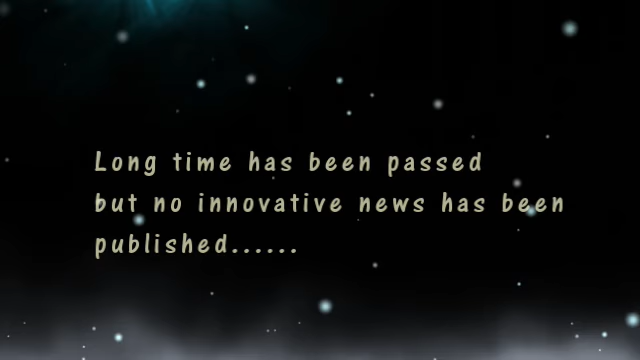 Long time has been passed
but no innovative news has been
published......